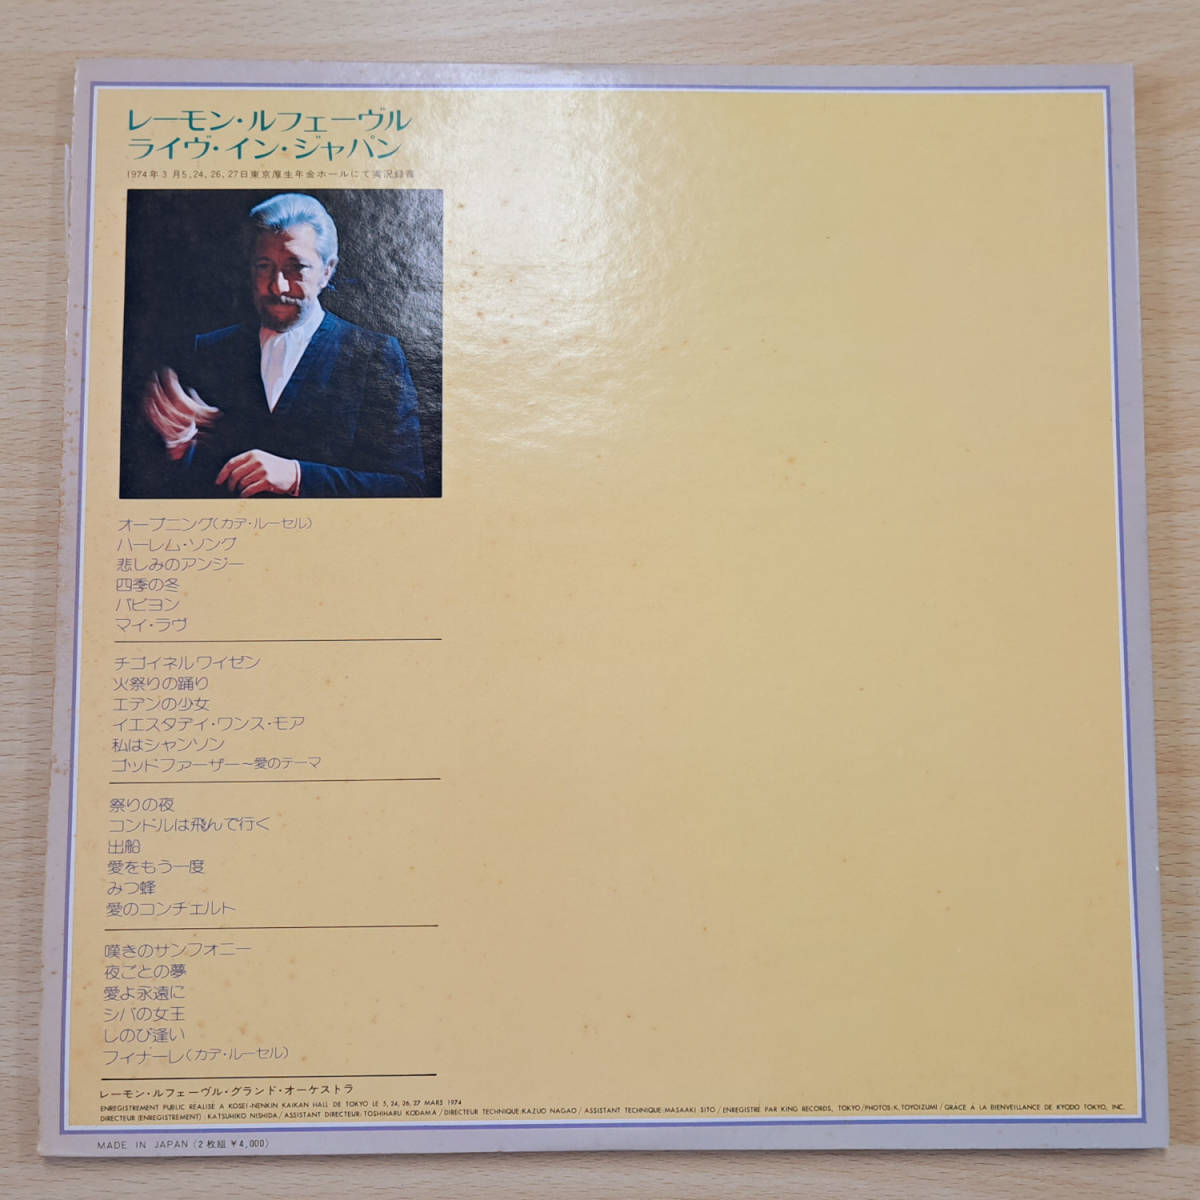 レーモン・ルフェーヴル
ライヴ・イン・ジャパン
1974年3月5,24,26,27日東京厚生年金ホールにて実況録音
オープニング(カデ・ルーセル)
ハーレム・ソング
悲しみのアンジー
四季の冬
パピヨン
マイ・ラヴ
チゴイネルワイゼン
火祭りの踊り
エデンの少女
イエスタデイ・ワンス・モア
私はシャンソン
ゴッドファーザー〜愛のテーマ
祭りの夜
コンドルは飛んで行く
出船
愛をもう一度
みつ蜂
愛のコンチェルト
嘆きのサンフォニー
夜ごとの夢
愛よ永遠に
シバの女王
しのび逢い
フィナーレ(カデ・ルーセル)
レーモン・ルフェーヴル・グランド・オーケストラ
ENREGISTREMENT PUBLIC REALISE A KOSEI-NENKIN KAIKAN HALL DE TOKYO LE 5, 24, 26, 27 MARS 1974
DIRECTEUR (ENREGISTREMENT) KATSUHIKO NISHIDA/ASSISTANT DIRECTEUR:TOSHIHARU KODAMA/DIRECTEUR TECHNIQUE:KAZUO NAGAO/ASSISTANT TECHNIQUE:MASAAKI SITO/ENREGISTRE PAR KING RECORDS, TOKYO/PHOTOS:K.TOYOIZUMI/GRÂCE À LA BIENVEILLANCE DE KYODO TOKYO, INC.
MADE IN JAPAN (2枚組 ¥4,000)